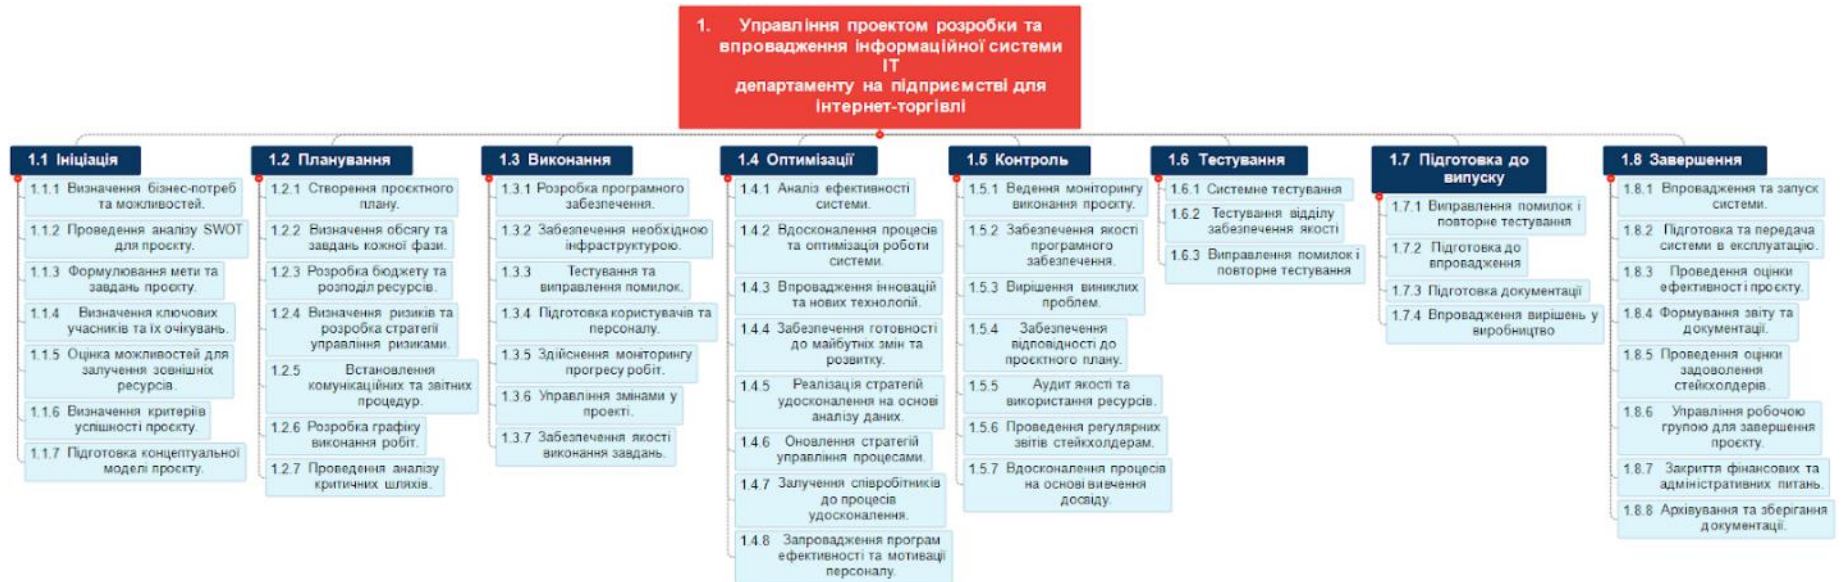 1. Управління проектом розробки та
впровадження інформаційної системи
ІТ
департаменту на підприємстві для
інтернет-торгівлі
1.1 Ініціація
1.1.1 Визначення бізнес-потреб
та можливостей.
1.1.2 Проведення аналізу SWOT
для проєкту.
1.1.3 Формулювання мети та
завдань проєкту.
1.1.4 Визначення ключових
учасників та їх очікувань.
1.1.5 Оцінка можливостей для
залучення зовнішніх
ресурсів.
1.1.6 Визначення критеріїв
успішності проєкту.
1.1.7 Підготовка концептуальної
моделі проєкту.
1.2 Планування
1.2.1 Створення проєктного
плану.
1.2.2 Визначення обсягу та
завдань кожної фази.
1.2.3 Розробка бюджету та
розподіл ресурсів.
1.2.4 Визначення ризиків та
розробка стратегії
управління ризиками.
1.2.5 Встановлення
комунікаційних та звітних
процедур.
1.2.6 Розробка графіку
виконання робіт.
1.2.7 Проведення аналізу
критичних шляхів.
1.3 Виконання
1.3.1 Розробка програмного
забезпечення.
1.3.2 Забезпечення необхідною
інфраструктурою.
1.3.3 Тестування та
виправлення помилок.
1.3.4 Підготовка користувачів та
персоналу.
1.3.5 Здійснення моніторингу
прогресу робіт.
1.3.6 Управління змінами у
проекті.
1.3.7 Забезпечення якості
виконання завдань.
1.4 Оптимізації
1.4.1 Аналіз ефективності
системи.
1.4.2 Вдосконалення процесів
та оптимізація роботи
системи.
1.4.3 Впровадження інновацій
та нових технологій.
1.4.4 Забезпечення готовності
до майбутніх змін та
розвитку.
1.4.5 Реалізація стратегій
удосконалення на основі
аналізу даних.
1.4.6 Оновлення стратегій
управління процесами.
1.4.7 Залучення співробітників
до процесів
удосконалення.
1.4.8 Запровадження програм
ефективності та мотивації
персоналу.
1.5 Контроль
1.5.1 Ведення моніторингу
виконання проєкту.
1.5.2 Забезпечення якості
програмного
забезпечення.
1.5.3 Вирішення виниклих
проблем.
1.5.4 Забезпечення
відповідності до
проєктного плану.
1.5.5 Аудит якості та
використання ресурсів.
1.5.6 Проведення регулярних
звітів стейкхолдерам.
1.5.7 Вдосконалення процесів
на основі вивчення
досвіду.
1.6 Тестування
1.6.1 Системне тестування
1.6.2 Тестування відділу
забезпечення якості
1.6.3 Виправлення помилок і
повторне тестування
1.7 Підготовка до
випуску
1.7.1 Виправлення помилок і
повторне тестування
1.7.2 Підготовка до
впровадження
1.7.3 Підготовка документації
1.7.4 Впровадження вирішень у
виробництво
1.8 Завершення
1.8.1 Впровадження та запуск
системи.
1.8.2 Підготовка та передача
системи в експлуатацію.
1.8.3 Проведення оцінки
ефективності проєкту.
1.8.4 Формування звіту та
документації.
1.8.5 Проведення оцінки
задоволення
стейкхолдерів.
1.8.6 Управління робочою
групою для завершення
проєкту.
1.8.7 Закриття фінансових та
адміністративних питань.
1.8.8 Архівування та зберігання
документації.